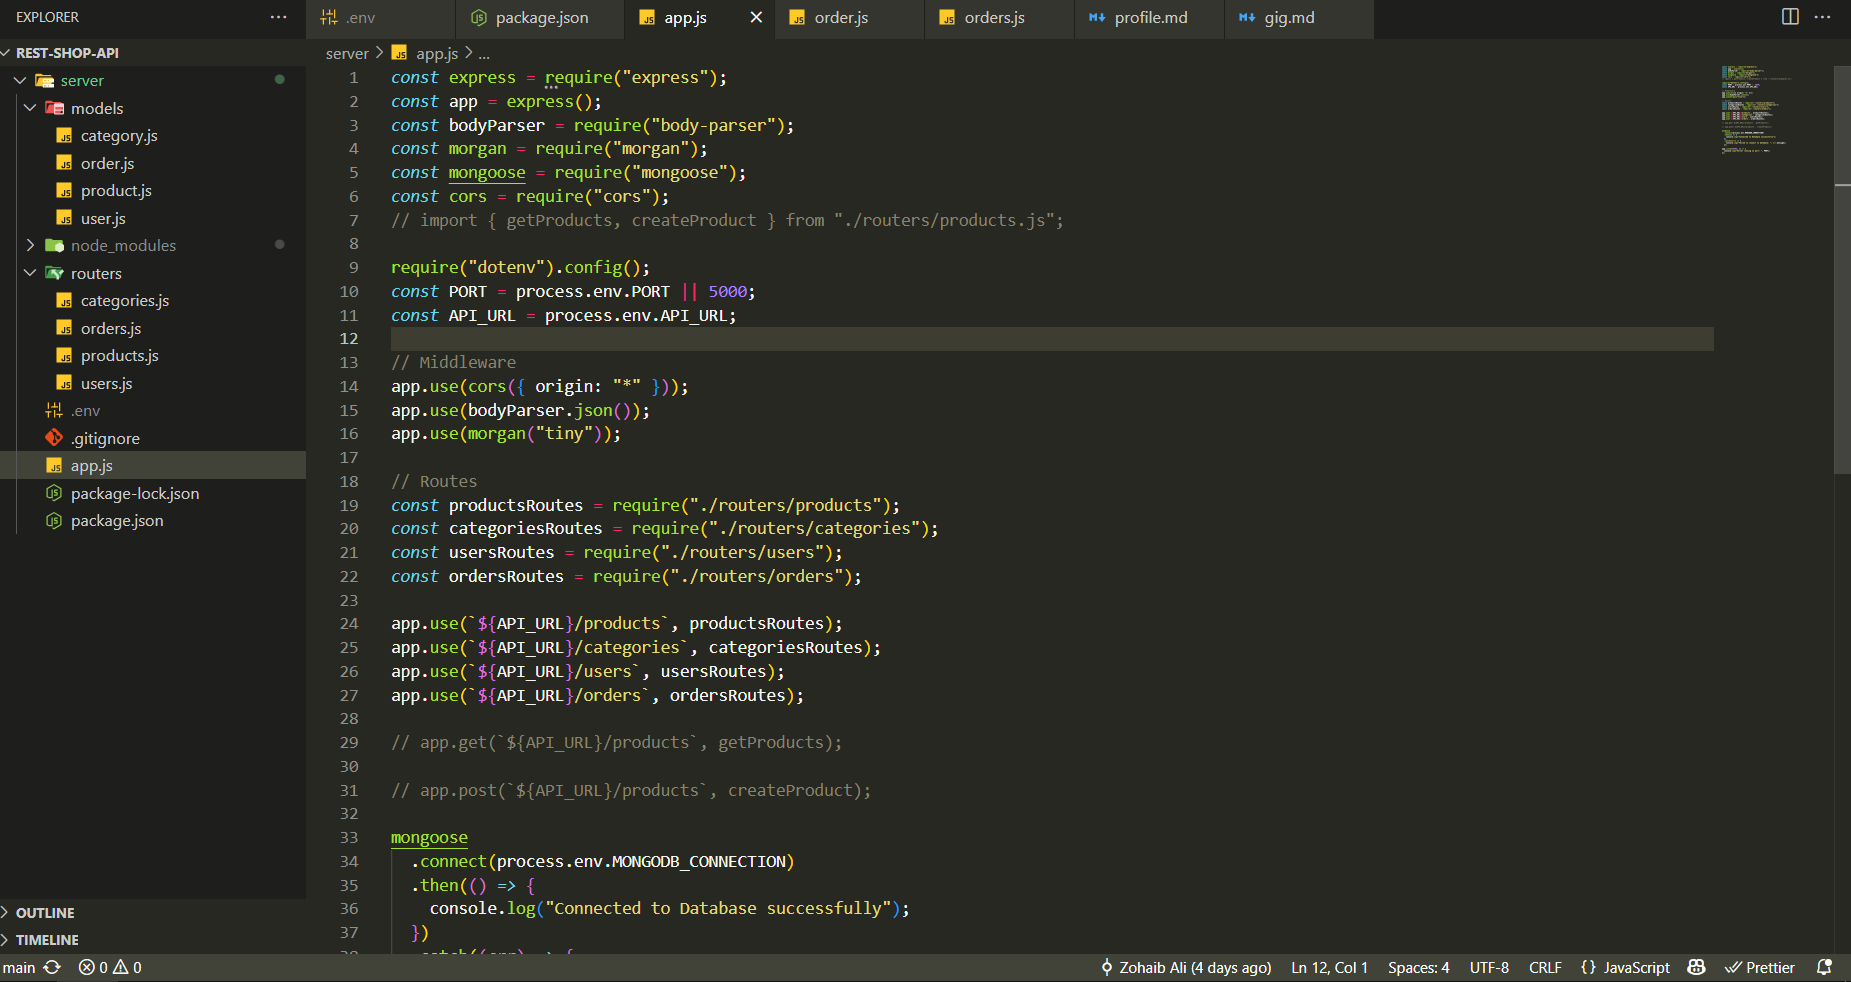 EXPLORER
REST-SHOP-API
server
models
category.js
order.js
product.js
user.js
node_modules
routers
categories.js
orders.js
products.js
users.js
.env
.gitignore
app.js
package-lock.json
package.json
OUTLINE
TIMELINE
.env
package.json
app.js
order.js
orders.js
profile.md
gig.md
server > app.js > ...
1 const express = require("express");
2 const app = express();
3 const bodyParser = require("body-parser");
4 const morgan = require("morgan");
5 const mongoose = require("mongoose");
6 const cors = require("cors");
7 // import { getProducts, createProduct } from "./routers/products.js";
8
9 require("dotenv").config();
10 const PORT = process.env.PORT || 5000;
11 const API_URL = process.env.API_URL;
12
13 // Middleware
14 app.use(cors({ origin: "*" }));
15 app.use(bodyParser.json());
16 app.use(morgan("tiny"));
17
18 // Routes
19 const productsRoutes = require("./routers/products");
20 const categoriesRoutes = require("./routers/categories");
21 const usersRoutes = require("./routers/users");
22 const ordersRoutes = require("./routers/orders");
23
24 app.use(`${API_URL}/products`, productsRoutes);
25 app.use(`${API_URL}/categories`, categoriesRoutes);
26 app.use(`${API_URL}/users`, usersRoutes);
27 app.use(`${API_URL}/orders`, ordersRoutes);
28
29 // app.get(`${API_URL}/products`, getProducts);
30
31 // app.post(`${API_URL}/products`, createProduct);
32
33 mongoose
34 .connect(process.env.MONGODB_CONNECTION)
35 .then(() => {
36 console.log("Connected to Database successfully");
37 })
main 0 0 Zohaib Ali (4 days ago) Ln 12, Col 1 Spaces: 4 UTF-8 CRLF {} JavaScript Prettier